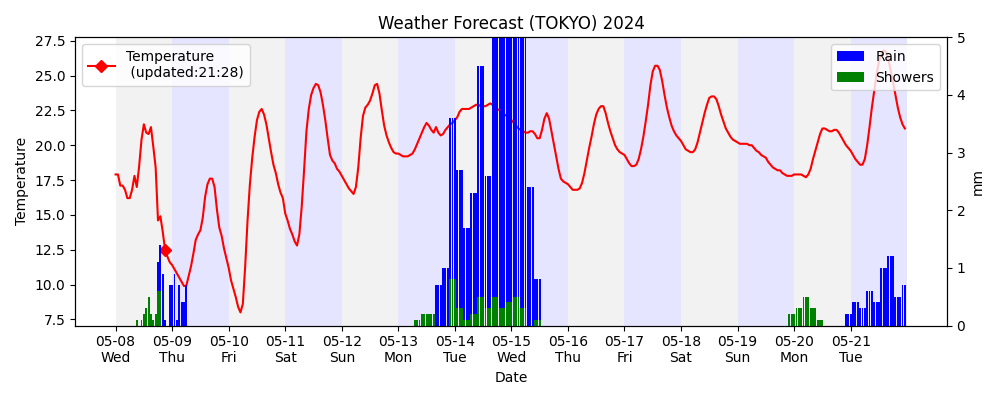 Weather Forecast (TOKYO) 2024
27.5
25.0
22.5
20.0
17.5
15.0
12.5
10.0
7.5
Temperature
Temperature
(updated:21:28)
Rain
Showers
5
4
3
2
1
0
mm
05-08 05-09 05-10 05-11 05-12 05-13 05-14 05-15 05-16 05-17 05-18 05-19 05-20 05-21
Wed Thu Fri Sat Sun Mon Tue Wed Thu Fri Sat Sun Mon Tue
Date